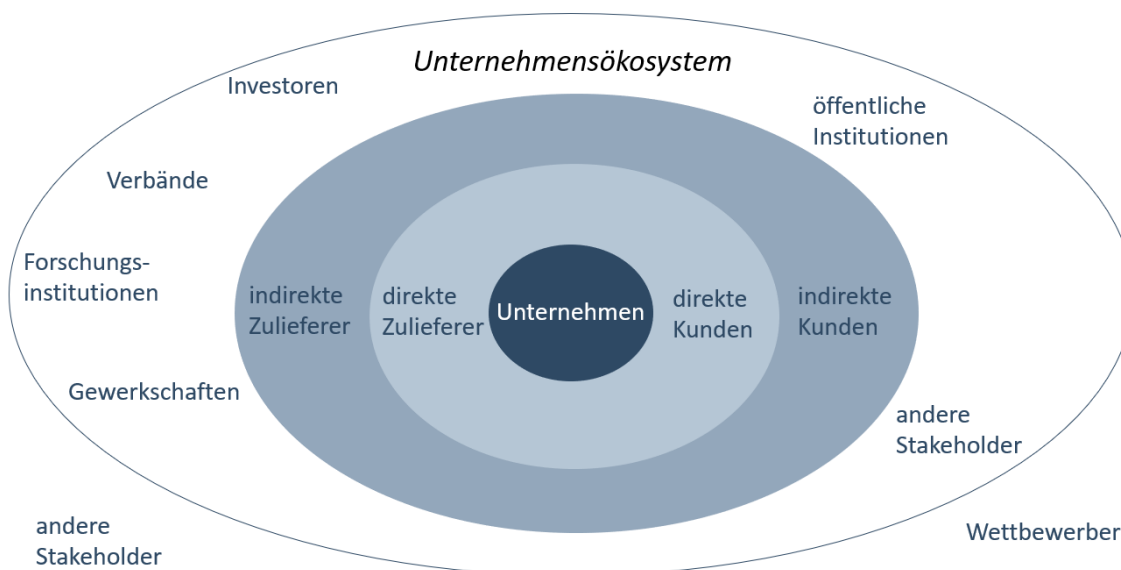 Unternehmensökosystem
Investoren
öffentliche
Institutionen
Verbände
Forschungs-
institutionen
indirekte
Zulieferer
direkte
Zulieferer
Unternehmen
direkte
Kunden
indirekte
Kunden
Gewerkschaften
andere
Stakeholder
andere
Stakeholder
Wettbewerber